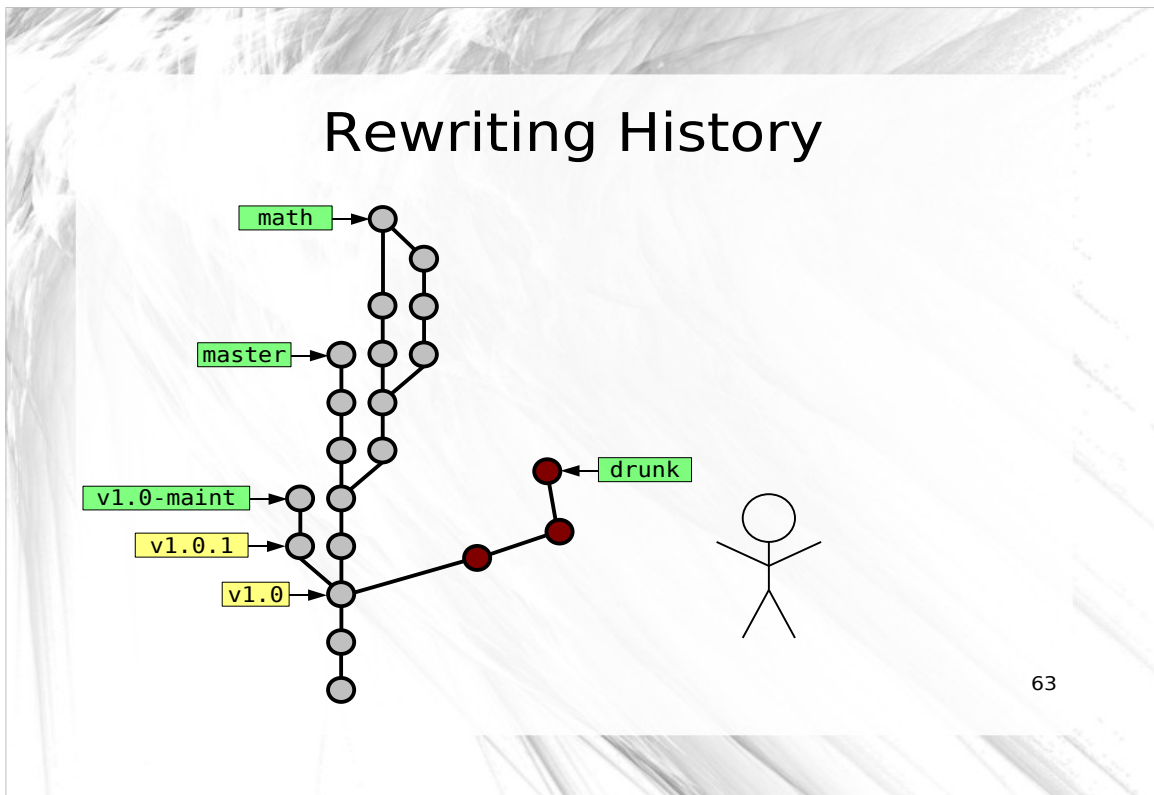 Rewriting History
math
master
drunk
v1.0-maint
v1.0.1
v1.0
63